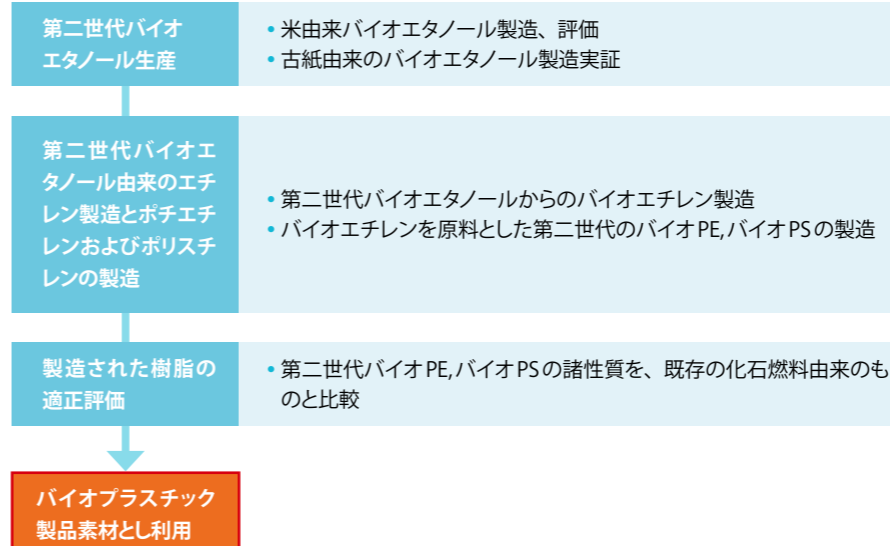 第二世代バイオ
エタノール生産
• 米由来バイオエタノール製造、評価
• 古紙由来のバイオエタノール製造実証
第二世代バイオエ
タノール由来のエチ
レン製造とポチエチ
レンおよびポリスチ
レンの製造
• 第二世代バイオエタノールからのバイオエチレン製造
• バイオエチレンを原料とした第二世代のバイオPE,バイオPSの製造
製造された樹脂の
適正評価
• 第二世代バイオPE,バイオPSの諸性質を、既存の化石燃料由来のも
のと比較
バイオプラスチック
製品素材とし利用